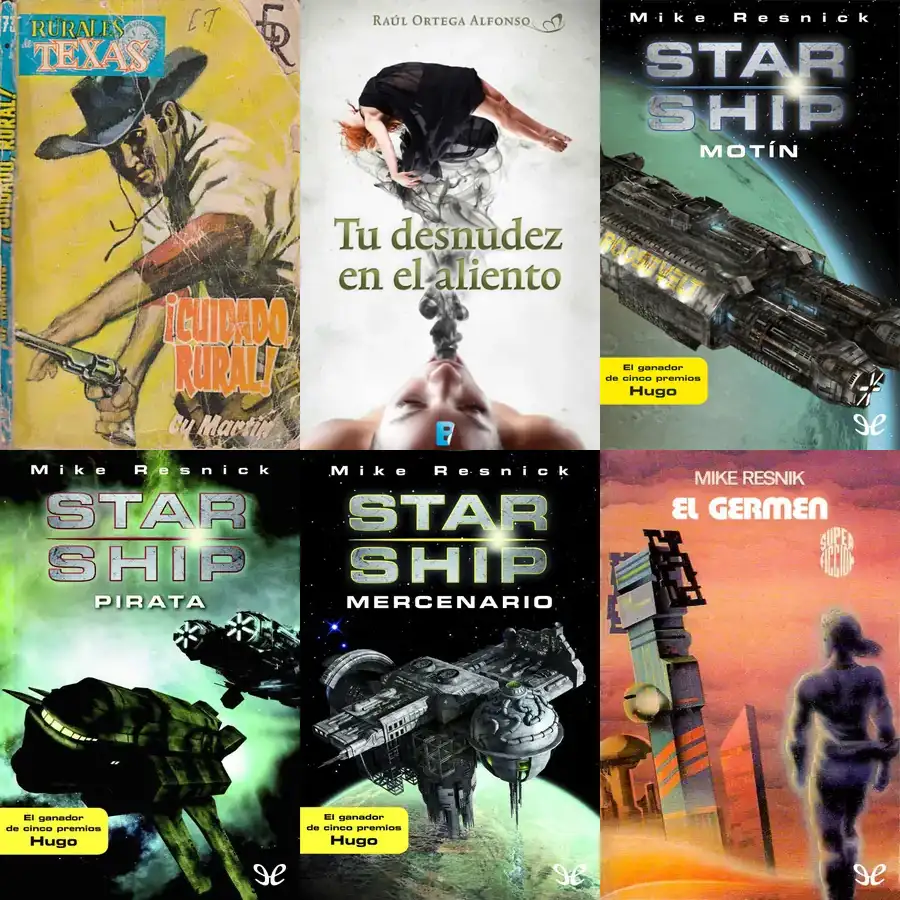 RURALES
de
TEXAS
¡CUIDADO,
RURAL!
Cy Martin
RAÚL ORTEGA ALFONSO
Tu desnudez
en el aliento
B
Mike Resnick
STAR
SHIP
MOTÍN
El ganador
de cinco premios
Hugo
Mike Resnick
STAR
SHIP
PIRATA
El ganador
de cinco premios
Hugo
Mike Resnick
STAR
SHIP
MERCENARIO
El ganador
de cinco premios
Hugo
MIKE RESNIK
EL GERMEN
SUPER
FICCION